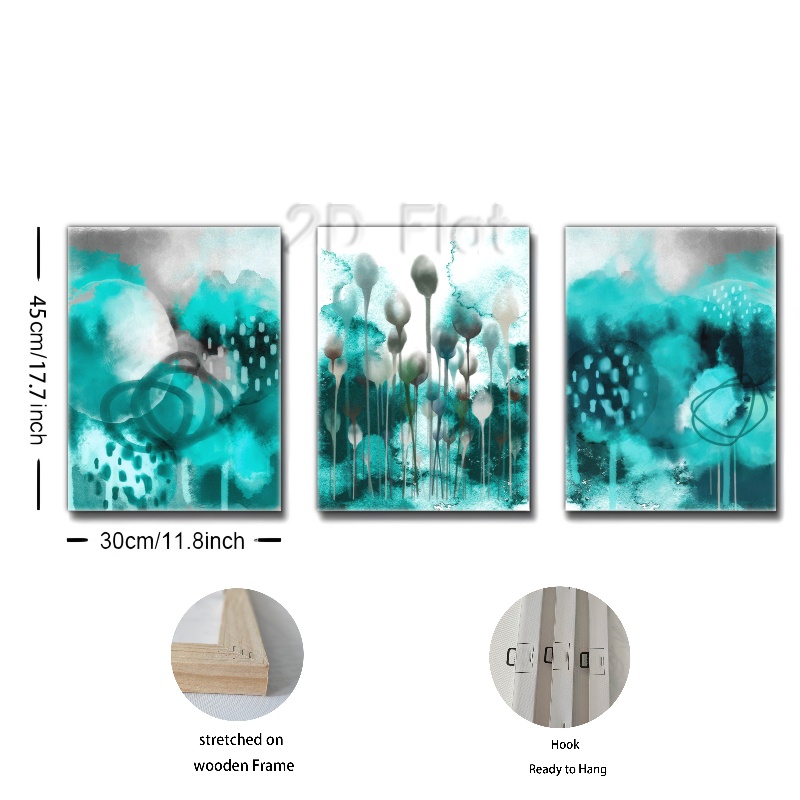 2D Flat
45cm/17.7inch
30cm/11.8inch
stretched on
wooden Frame
Hook
Ready to Hang